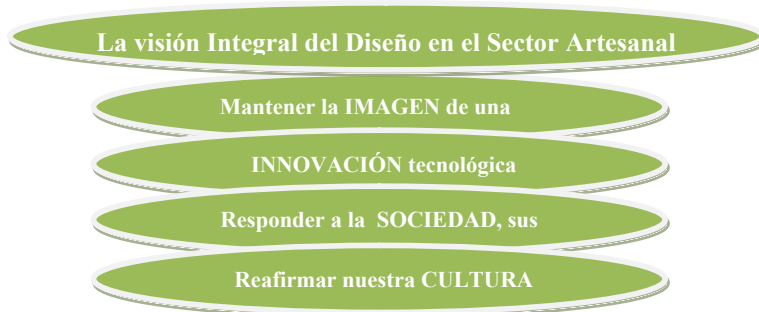 La visión Integral del Diseño en el Sector Artesanal
Mantener la IMAGEN de una
INNOVACIÓN tecnológica
Responder a la SOCIEDAD, sus
Reafirmar nuestra CULTURA